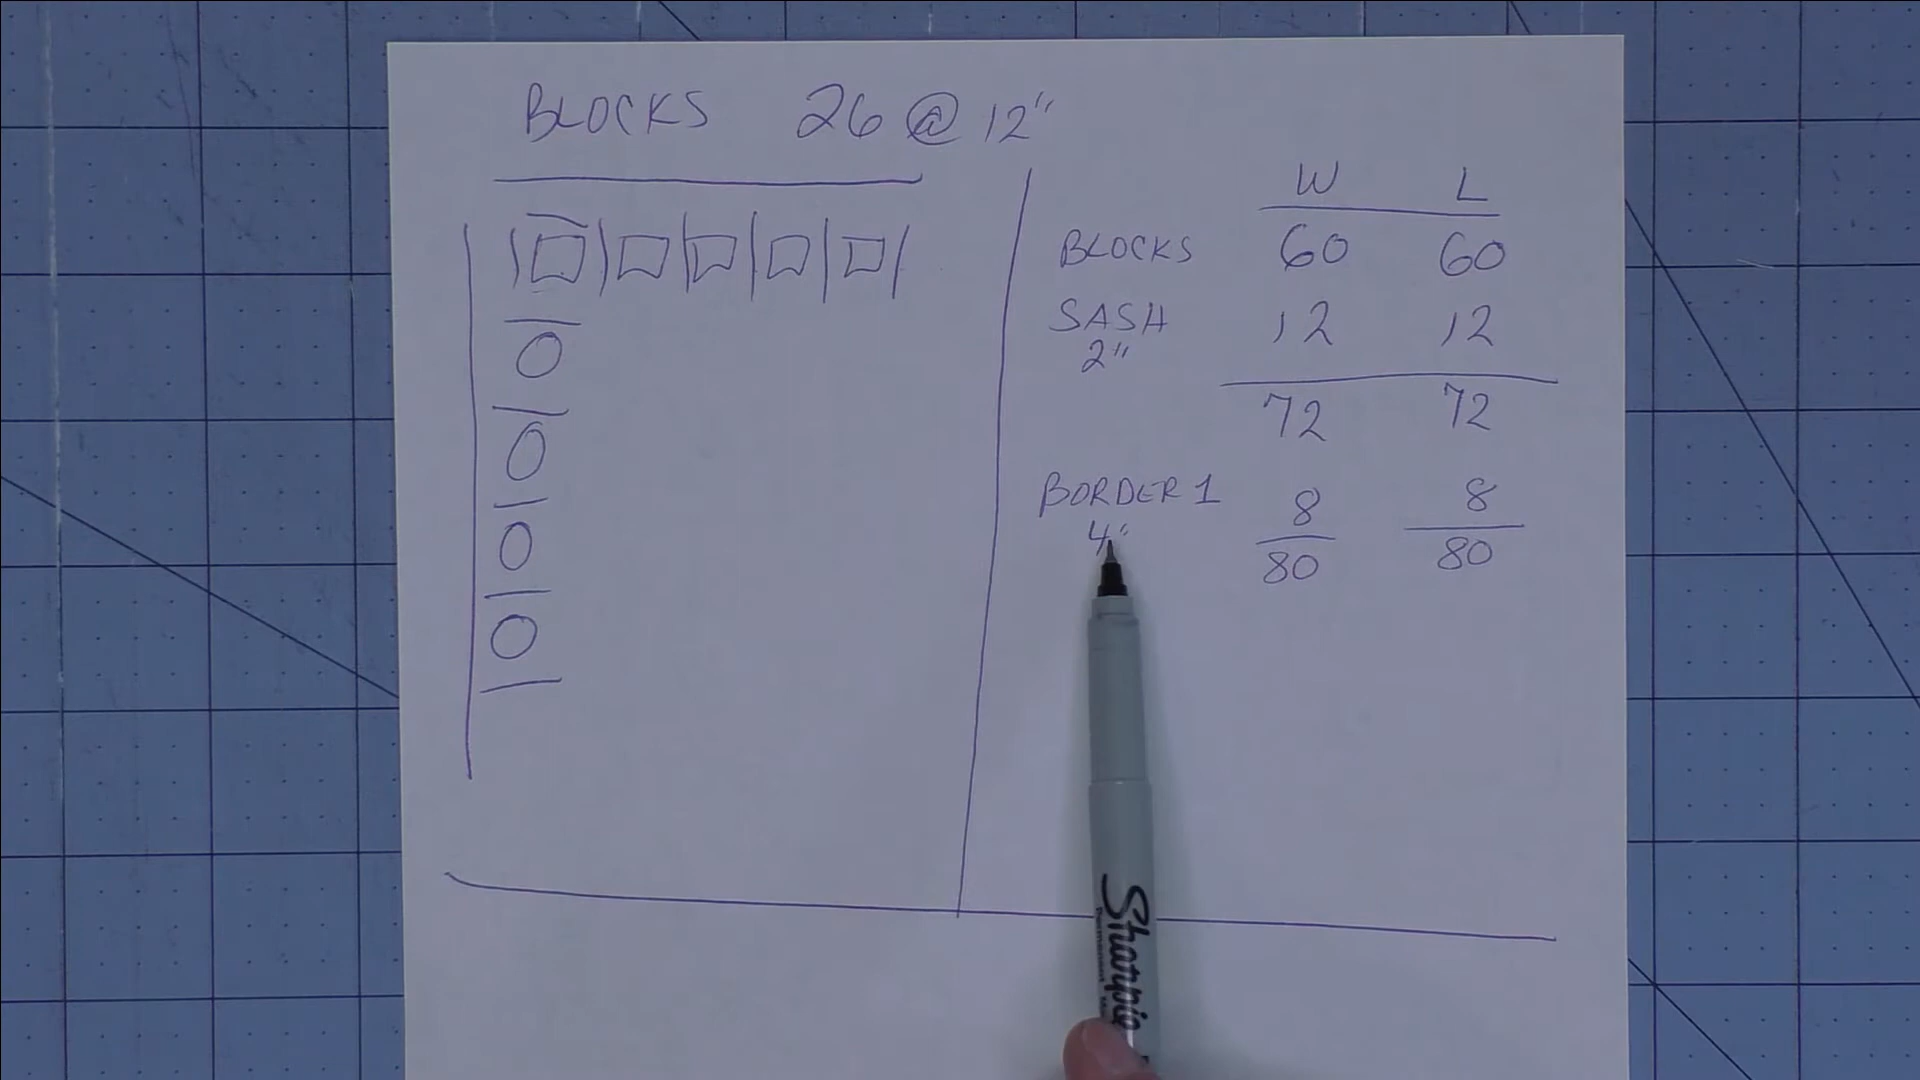 BLOCKS 26 @ 12"
W L
BLOCKS 60 60
SASH 12 12
2"
72 72
BORDER 1 8 8
4"
80 80
Sharpie